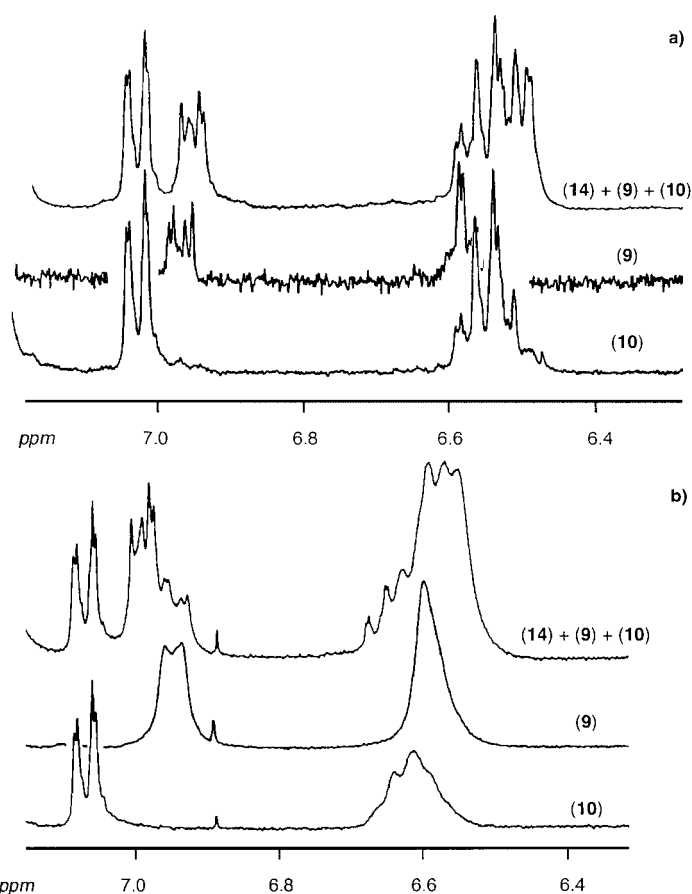 a)
(14) + (9) + (10)
(9)
(10)
ppm 7.0 6.8 6.6 6.4
b)
(14) + (9) + (10)
(9)
(10)
ppm 7.0 6.8 6.6 6.4